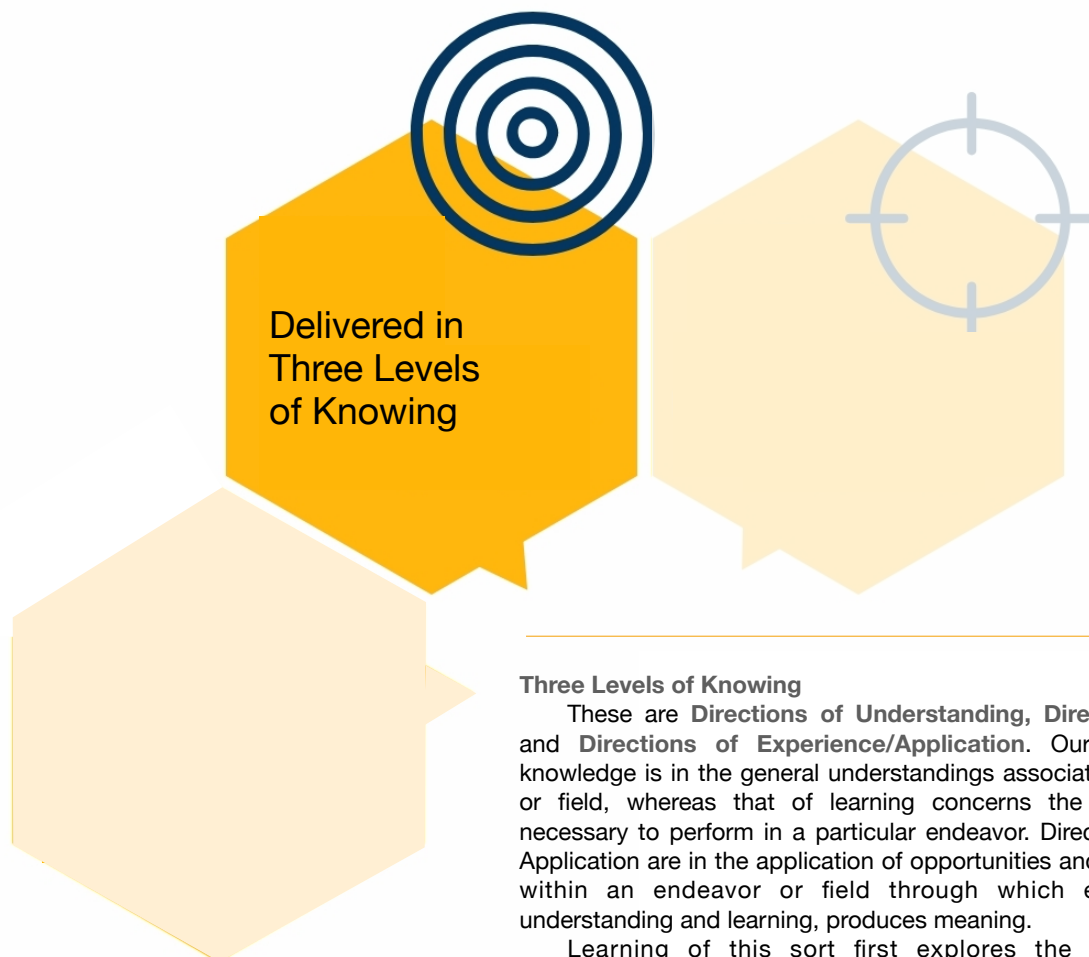 Delivered in
Three Levels
of Knowing
Three Levels of Knowing
These are Directions of Understanding,
and Directions of Experience/Application. Our
knowledge is in the general understandings
or field, whereas that of learning concerns the
necessary to perform in a particular endeavor.
Application are in the application of opportunities
within an endeavor or field through which
understanding and learning, produces meaning.
Learning of this sort first explores the